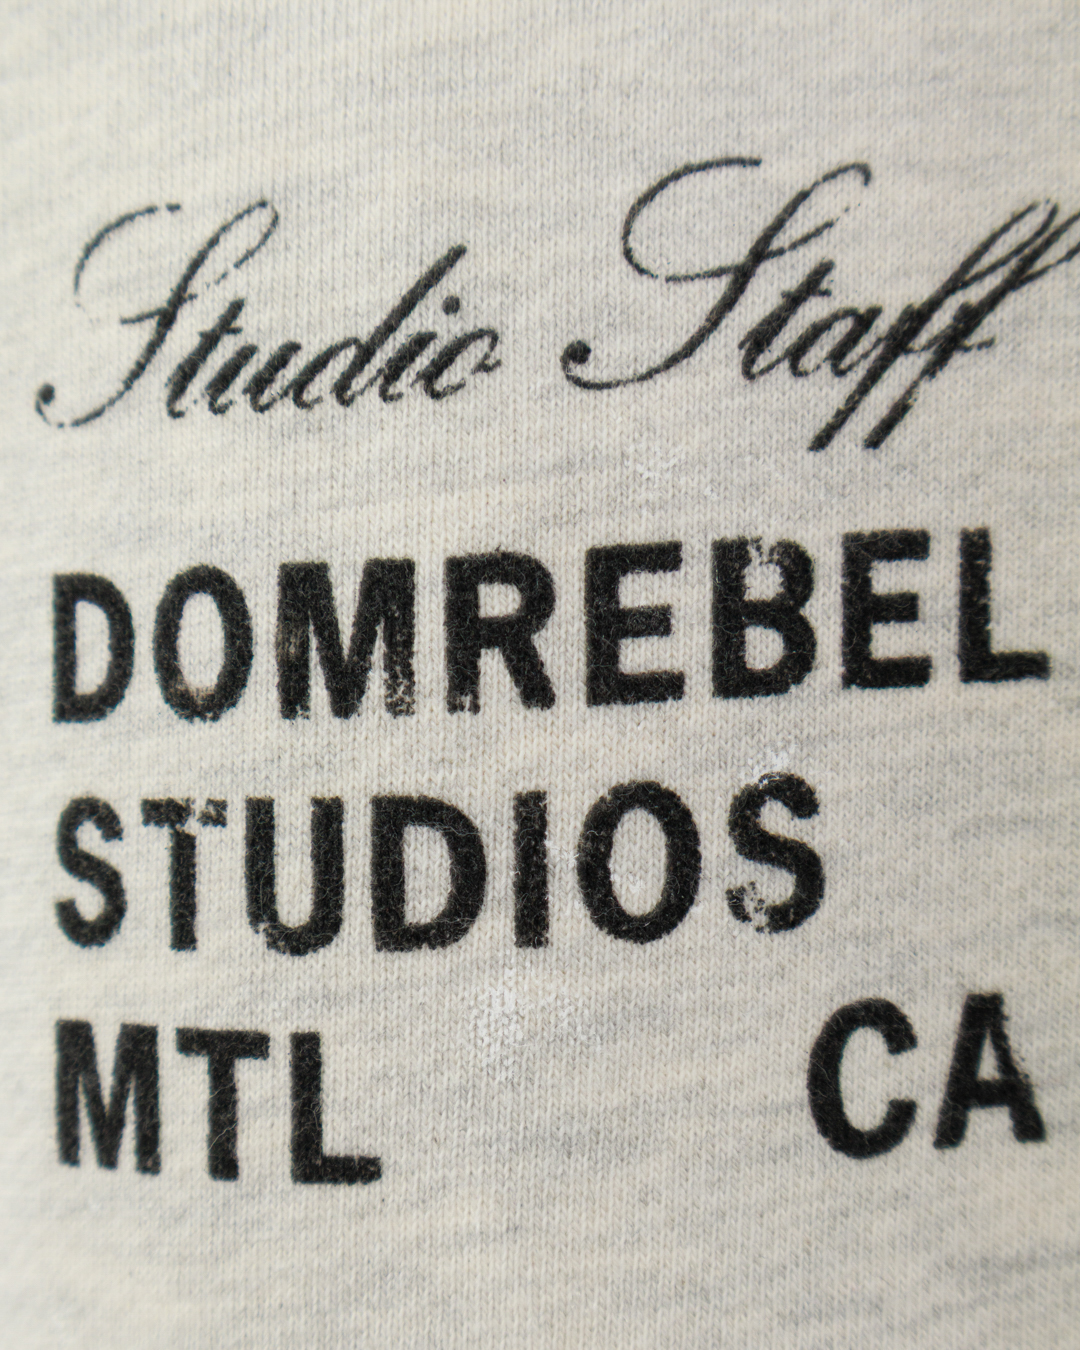 Studio Staff
DOMREBEL
STUDIOS
MTL CA